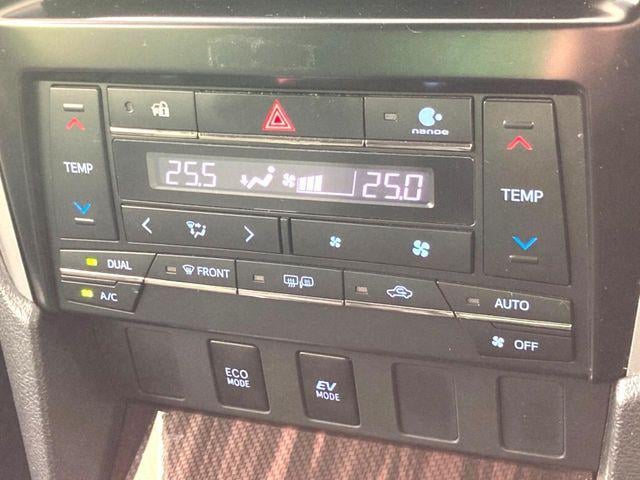 nanoe
TEMP
25.5
25.0
TEMP
DUAL
FRONT
A/C
AUTO
OFF
ECO
MODE
EV
MODE